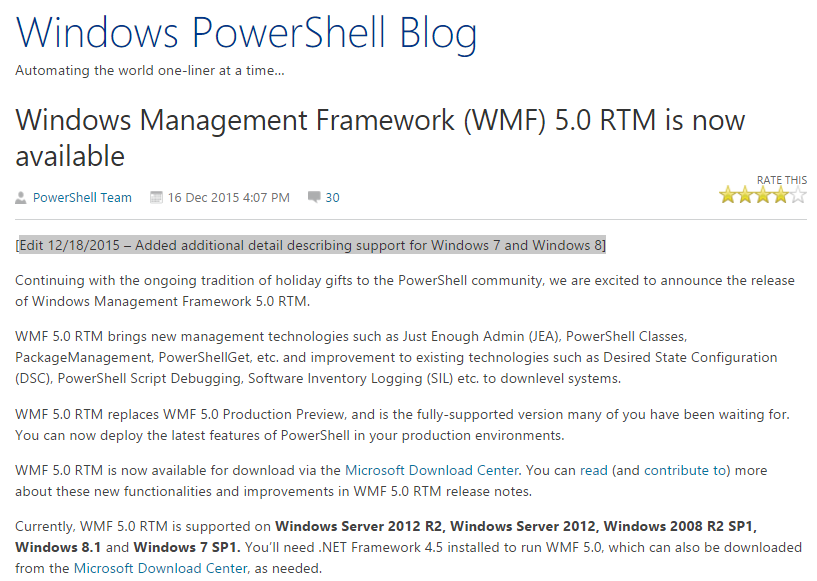 Windows PowerShell Blog
Automating the world one-liner at a time…
Windows Management Framework (WMF) 5.0 RTM is now
available
RATE THIS
PowerShell Team 16 Dec 2015 4:07 PM 30
[Edit 12/18/2015 – Added additional detail describing support for Windows 7 and Windows 8]
Continuing with the ongoing tradition of holiday gifts to the PowerShell community, we are excited to announce the release
of Windows Management Framework 5.0 RTM.
WMF 5.0 RTM brings new management technologies such as Just Enough Admin (JEA), PowerShell Classes,
PackageManagement, PowerShellGet, etc. and improvement to existing technologies such as Desired State Configuration
(DSC), PowerShell Script Debugging, Software Inventory Logging (SIL) etc. to downlevel systems.
WMF 5.0 RTM replaces WMF 5.0 Production Preview, and is the fully-supported version many of you have been waiting for.
You can now deploy the latest features of PowerShell in your production environments.
WMF 5.0 RTM is now available for download via the Microsoft Download Center. You can read (and contribute to) more
about these new functionalities and improvements in WMF 5.0 RTM release notes.
Currently, WMF 5.0 RTM is supported on Windows Server 2012 R2, Windows Server 2012, Windows 2008 R2 SP1,
Windows 8.1 and Windows 7 SP1. You’ll need .NET Framework 4.5 installed to run WMF 5.0, which can also be downloaded
from the Microsoft Download Center, as needed.